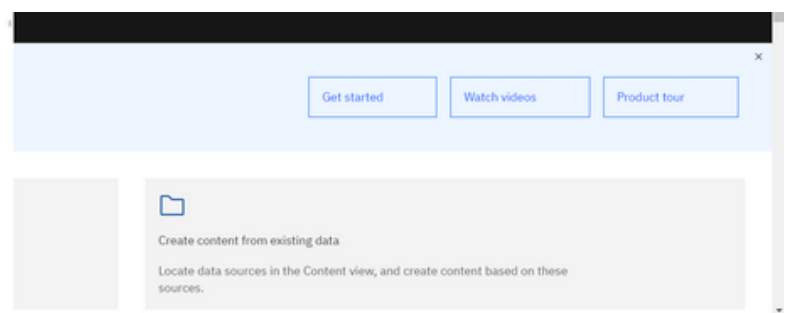 Get started
Watch videos
Product tour
Create content from existing data
Locate data sources in the Content view, and create content based on these
sources.